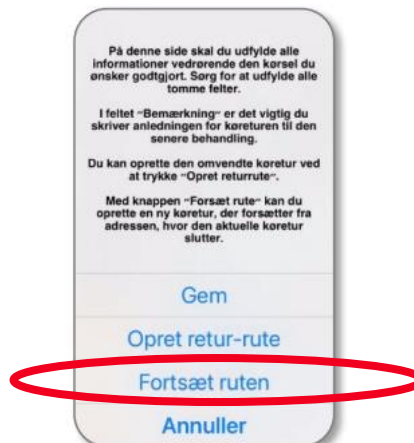 På denne side skal du udfylde alle
informationer vedrørende den kørsel du
ønsker godtgjort. Sørg for at udfylde alle
tomme felter.
I feltet "Bemærkning" er det vigtig du
skriver anledningen for køreturen til den
senere behandling.
Du kan oprette den omvendte køretur ved
at trykke "Opret returrute".
Med knappen "Forsæt rute" kan du
oprette en ny køretur, der forsætter fra
adressen, hvor den aktuelle køretur
slutter.
Gem
Opret retur-rute
Fortsæt ruten
Annuller